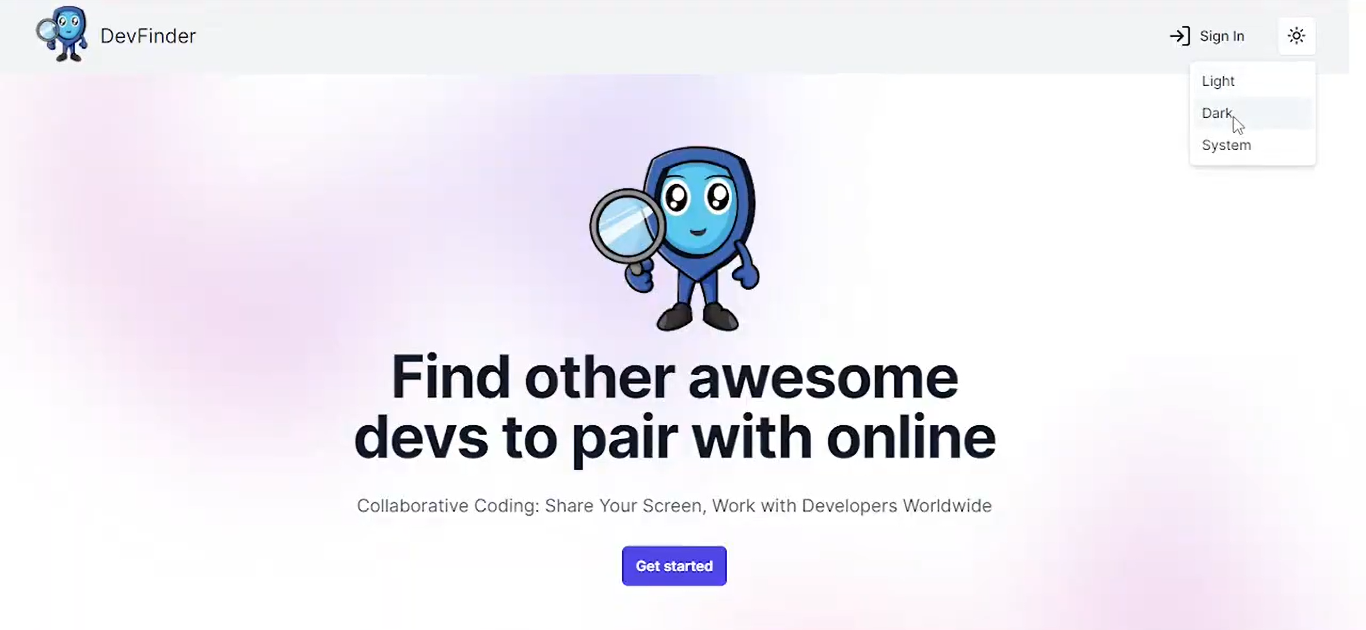 DevFinder
Sign In
Light
Dark
System
Find other awesome
devs to pair with online
Collaborative Coding: Share Your Screen, Work with Developers Worldwide
Get started